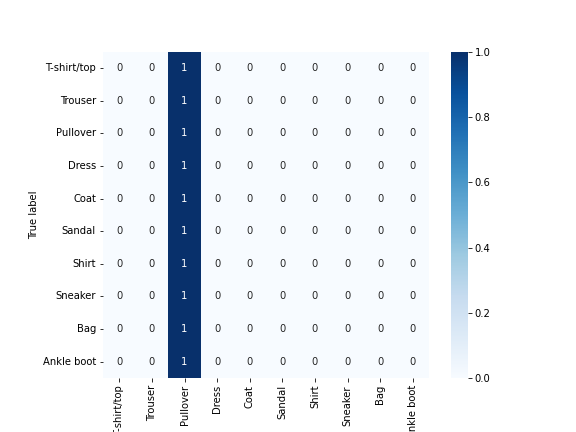 T-shirt/top 0 0 1 0 0 0 0 0 0 0
Trouser 0 0 1 0 0 0 0 0 0 0
Pullover 0 0 1 0 0 0 0 0 0 0
Dress 0 0 1 0 0 0 0 0 0 0
Coat 0 0 1 0 0 0 0 0 0 0
Sandal 0 0 1 0 0 0 0 0 0 0
Shirt 0 0 1 0 0 0 0 0 0 0
Sneaker 0 0 1 0 0 0 0 0 0 0
Bag 0 0 1 0 0 0 0 0 0 0
Ankle boot 0 0 1 0 0 0 0 0 0 0
True label
-shirt/top
Trouser
Pullover
Dress
Coat
Sandal
Shirt
Sneaker
Bag
nkle boot
1.0
0.8
0.6
0.4
0.2
0.0